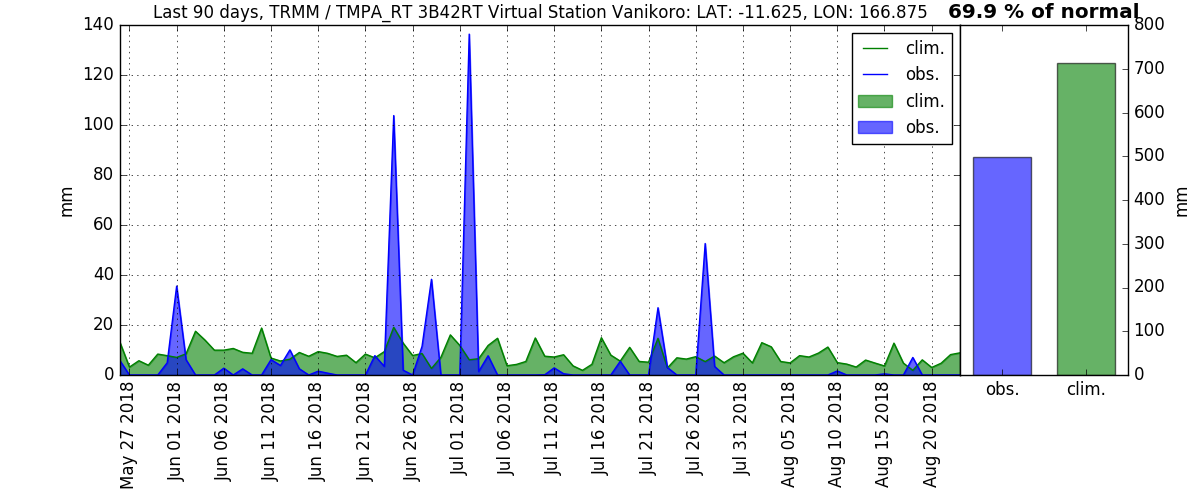 Last 90 days, TRMM / TMPA_RT 3B42RT Virtual Station Vanikoro: LAT: -11.625, LON: 166.875
69.9 % of normal
140
120
100
80
60
40
20
0
mm
clim.
obs.
clim.
obs.
May 27 2018
Jun 01 2018
Jun 06 2018
Jun 11 2018
Jun 16 2018
Jun 21 2018
Jun 26 2018
Jul 01 2018
Jul 06 2018
Jul 11 2018
Jul 16 2018
Jul 21 2018
Jul 26 2018
Jul 31 2018
Aug 05 2018
Aug 10 2018
Aug 15 2018
Aug 20 2018
800
700
600
500
400
300
200
100
0
mm
obs.
clim.